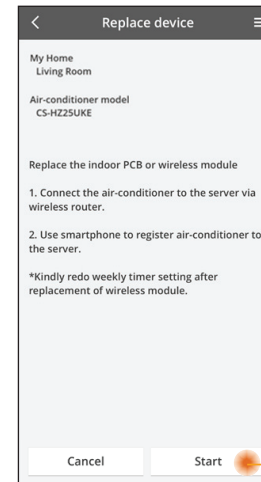 Replace device
My Home
Living Room
Air-conditioner model
CS-HZ25UKE
Replace the indoor PCB or wireless module
1. Connect the air-conditioner to the server via
wireless router.
2. Use smartphone to register air-conditioner to
the server.
*Kindly redo weekly timer setting after
replacement of wireless module.
Cancel
Start